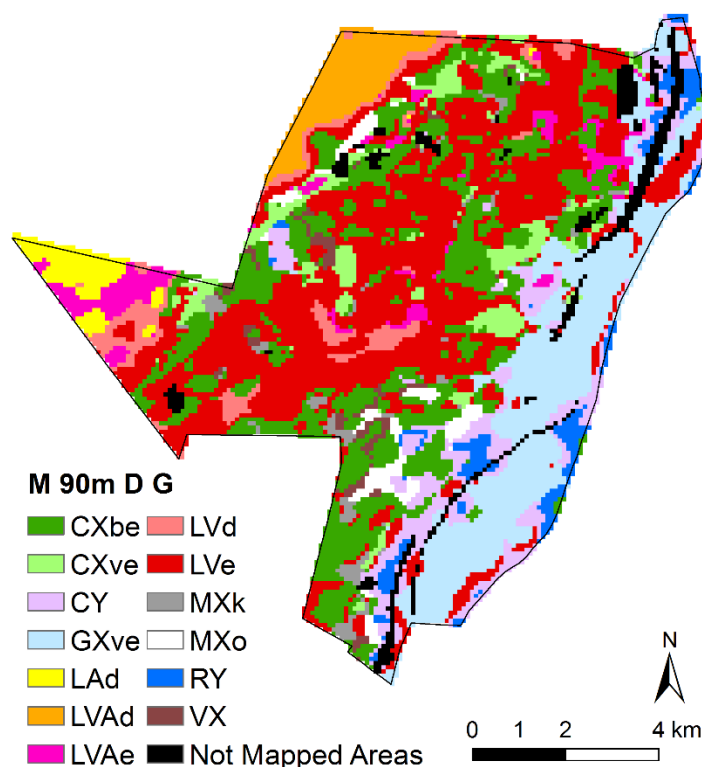 M 90m D G
CXbe LVd
CXve LVe
CY MXk
GXve MXo
LAd RY
LVAd VX
LVAe Not Mapped Areas
N
0 1 2 4 km